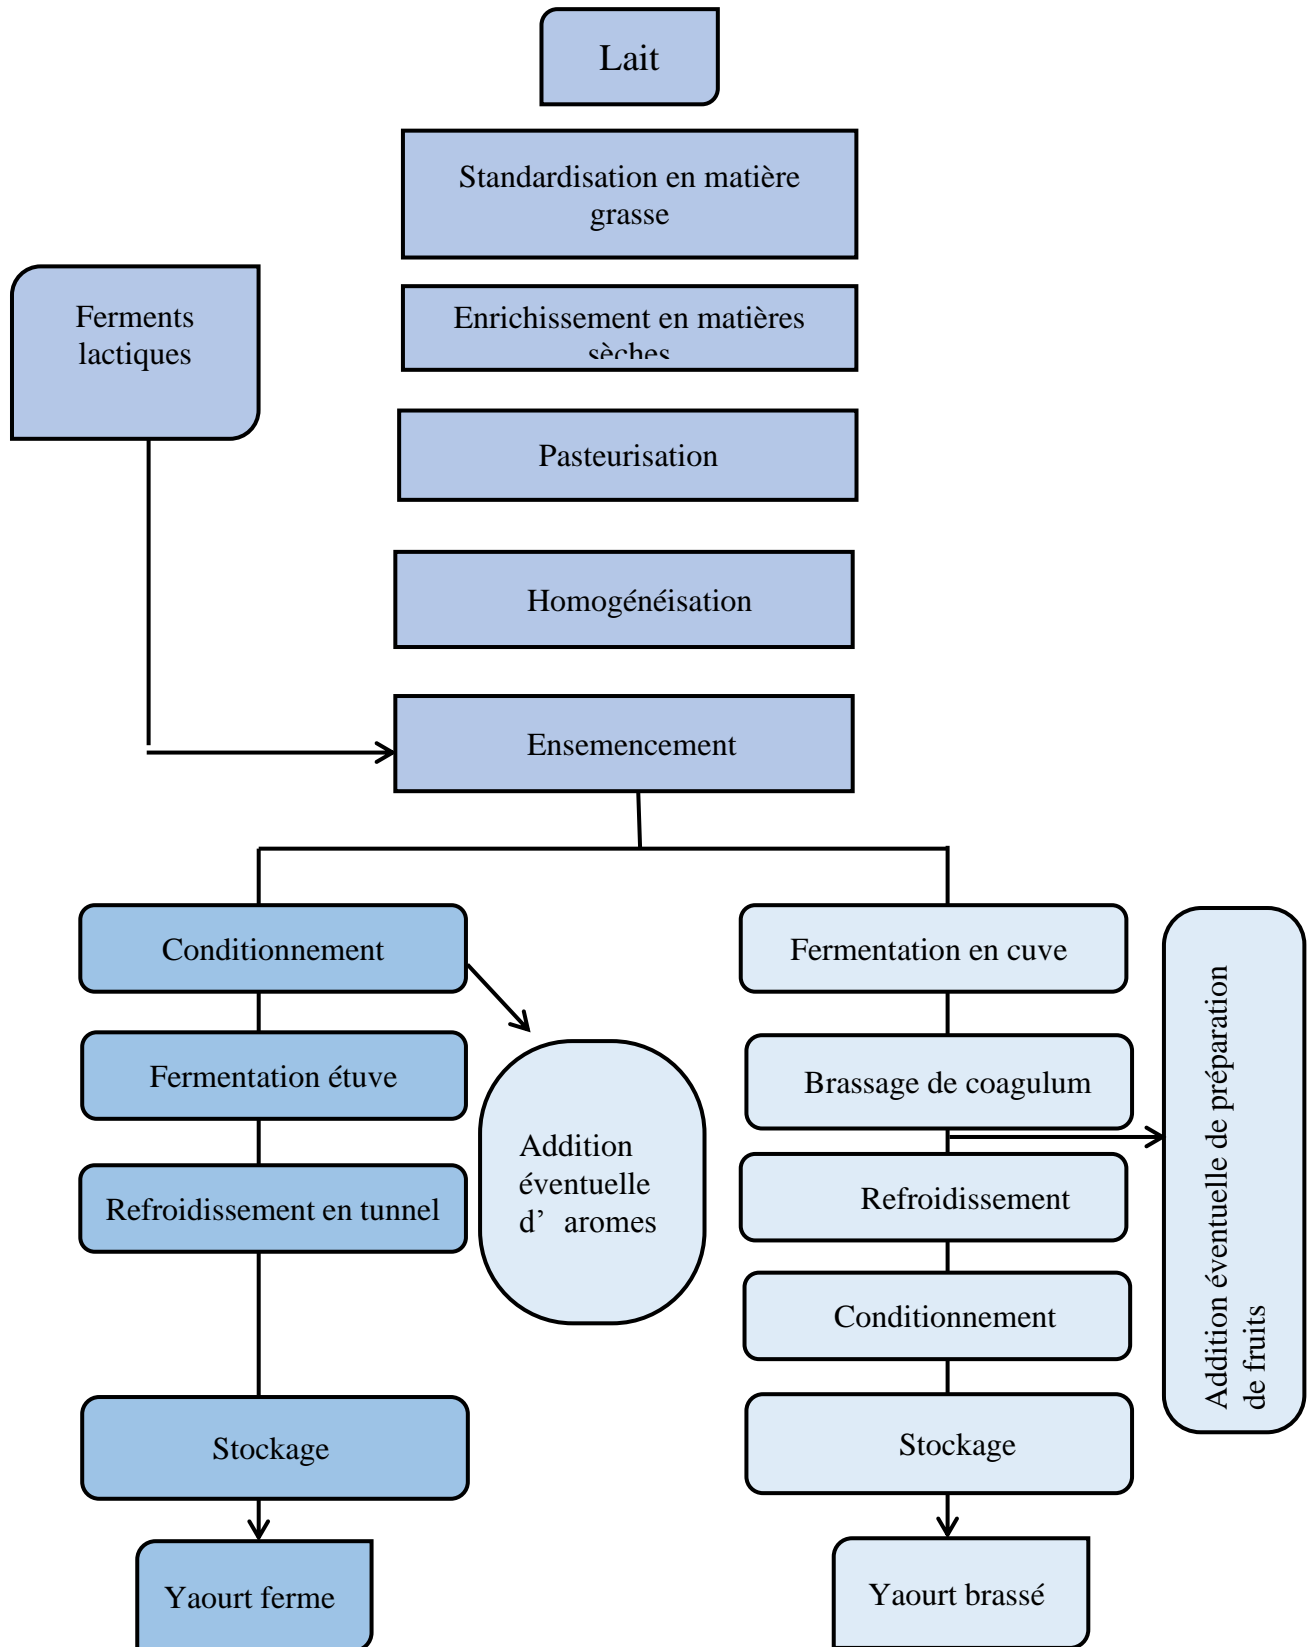 Lait
Standardisation en matière
grasse
Ferments
lactiques
Enrichissement en matières
sèches
Pasteurisation
Homogénéisation
Ensemencement
Conditionnement
Fermentation étuve
Refroidissement en tunnel
Stockage
Yaourt ferme
Addition
éventuelle
d’ aromes
Fermentation en cuve
Brassage de coagulum
Refroidissement
Conditionnement
Stockage
Yaourt brassé
Addition éventuelle de préparation
de fruits